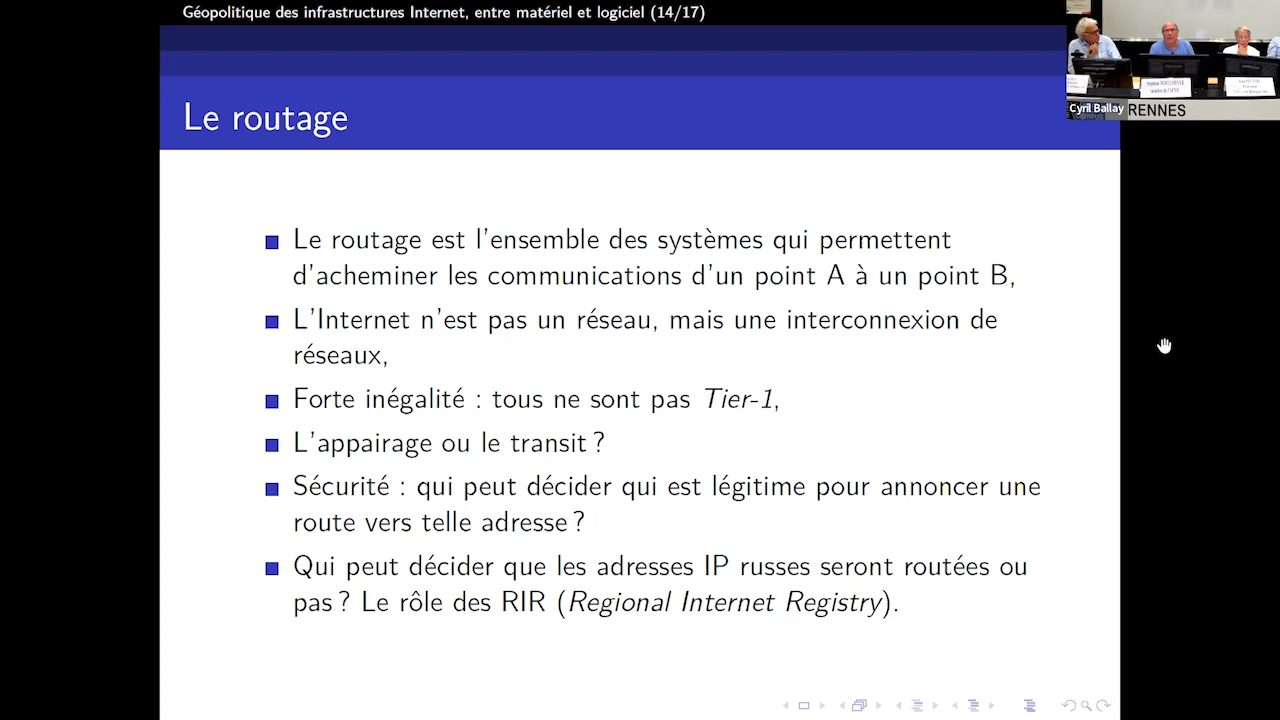 Géopolitique des infrastructures Internet, entre matériel et logiciel (14/17)
Le routage
Le routage est l'ensemble des systèmes qui permettent
d'acheminer les communications d'un point A à un point B,
L'Internet n'est pas un réseau, mais une interconnexion de
réseaux,
Forte inégalité : tous ne sont pas Tier-1,
L'appairage ou le transit ?
Sécurité : qui peut décider qui est légitime pour annoncer une
route vers telle adresse ?
Qui peut décider que les adresses IP russes seront routées ou
pas ? Le rôle des RIR (Regional Internet Registry).
Cyril Ballay
RENNES